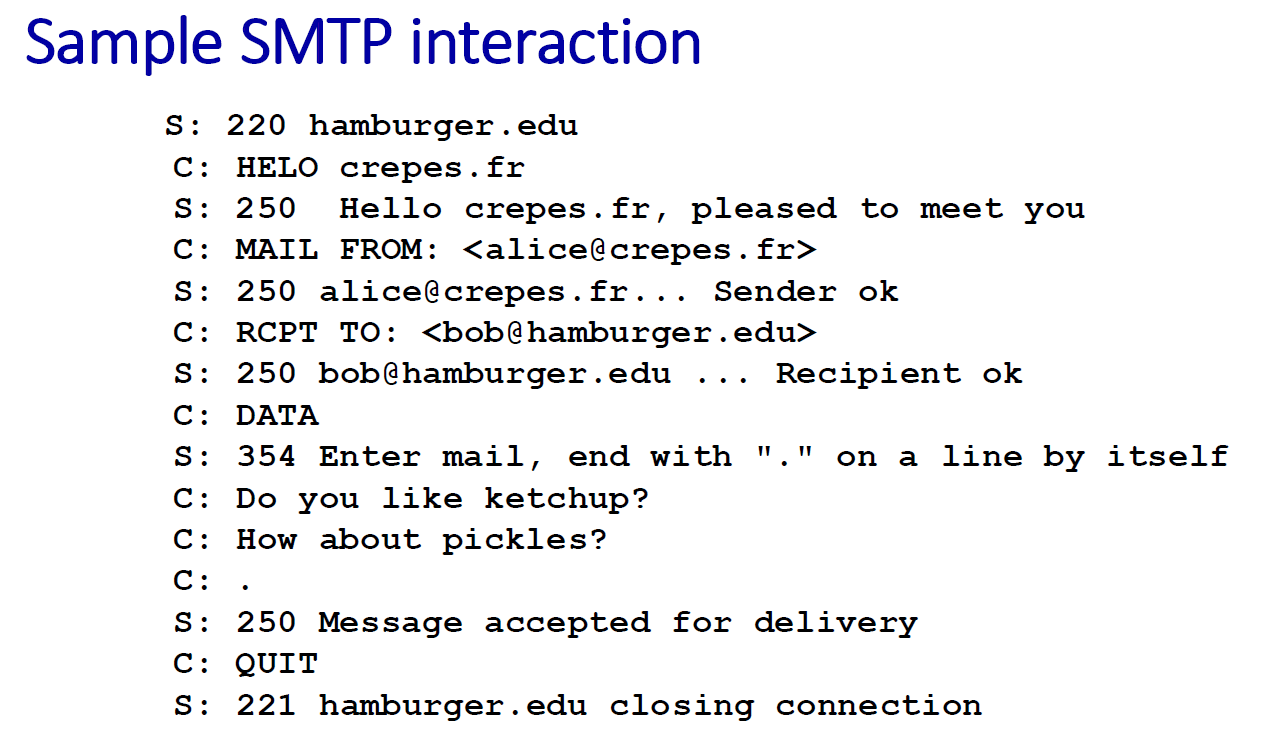 Sample SMTP interaction
S: 220 hamburger.edu
C: HELO crepes.fr
S: 250  Hello crepes.fr, pleased to meet you
C: MAIL FROM: <alice@crepes.fr>
S: 250 alice@crepes.fr... Sender ok
C: RCPT TO: <bob@hamburger.edu>
S: 250 bob@hamburger.edu ... Recipient ok
C: DATA
S: 354 Enter mail, end with "." on a line by itself
C: Do you like ketchup?
C: How about pickles?
C: .
S: 250 Message accepted for delivery
C: QUIT
S: 221 hamburger.edu closing connection